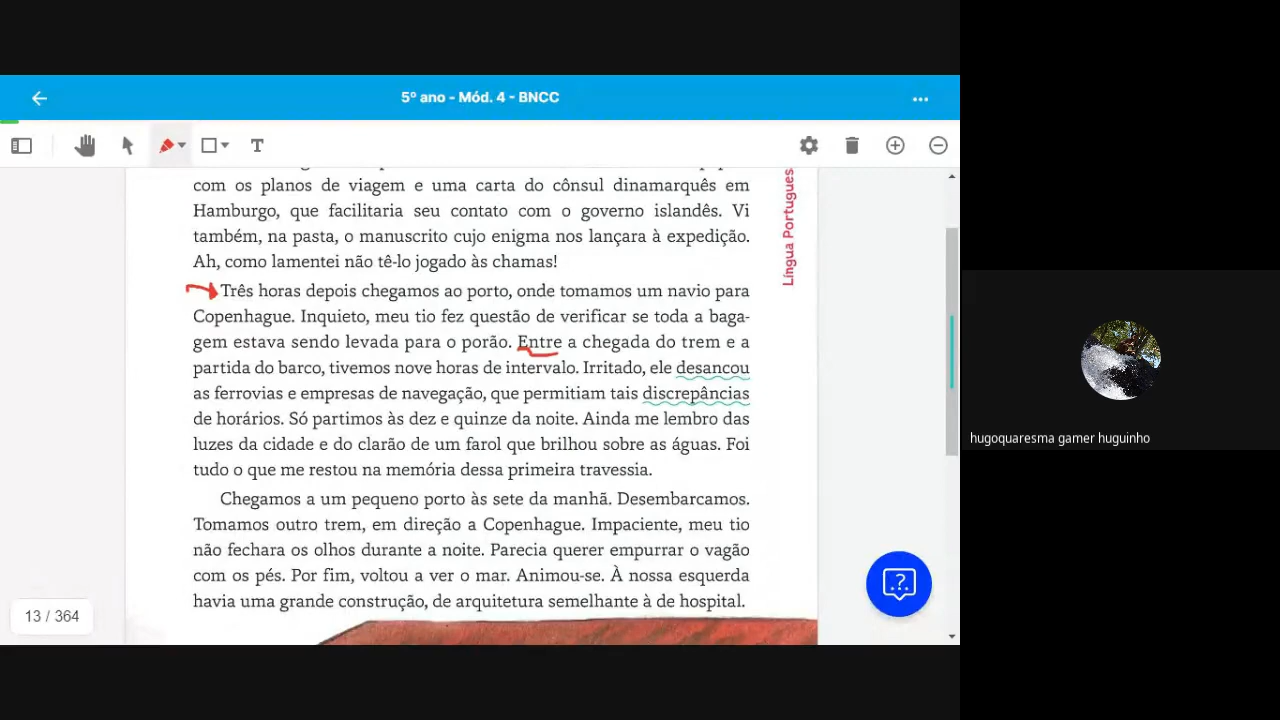 5º ano - Mód. 4 - BNCC
com os planos de viagem e uma carta do cônsul dinamarquês em
Hamburgo, que facilitaria seu contato com o governo islandês. Vi
também, na pasta, o manuscrito cujo enigma nos lançara à expedição.
Ah, como lamentei não tê-lo jogado às chamas!
Três horas depois chegamos ao porto, onde tomamos um navio para
Copenhague. Inquieto, meu tio fez questão de verificar se toda a baga-
gem estava sendo levada para o porão. Entre a chegada do trem e a
partida do barco, tivemos nove horas de intervalo. Irritado, ele desancou
as ferrovias e empresas de navegação, que permitiam tais discrepâncias
de horários. Só partimos às dez e quinze da noite. Ainda me lembro das
luzes da cidade e do clarão de um farol que brilhou sobre as águas. Foi
tudo o que me restou na memória dessa primeira travessia.
Chegamos a um pequeno porto às sete da manhã. Desembarcamos.
Tomamos outro trem, em direção a Copenhague. Impaciente, meu tio
não fechara os olhos durante a noite. Parecia querer empurrar o vagão
com os pés. Por fim, voltou a ver o mar. Animou-se. À nossa esquerda
havia uma grande construção, de arquitetura semelhante à de hospital.
Língua Portugues
13 / 364
hugoquaresma gamer huguinho